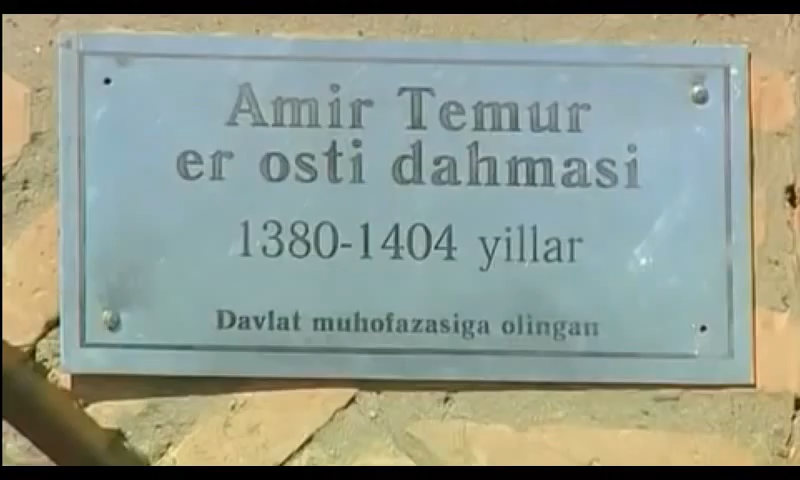 Amir Temur
er osti dahmasi
1380-1404 yillar
Davlat muhofazasiga olingan